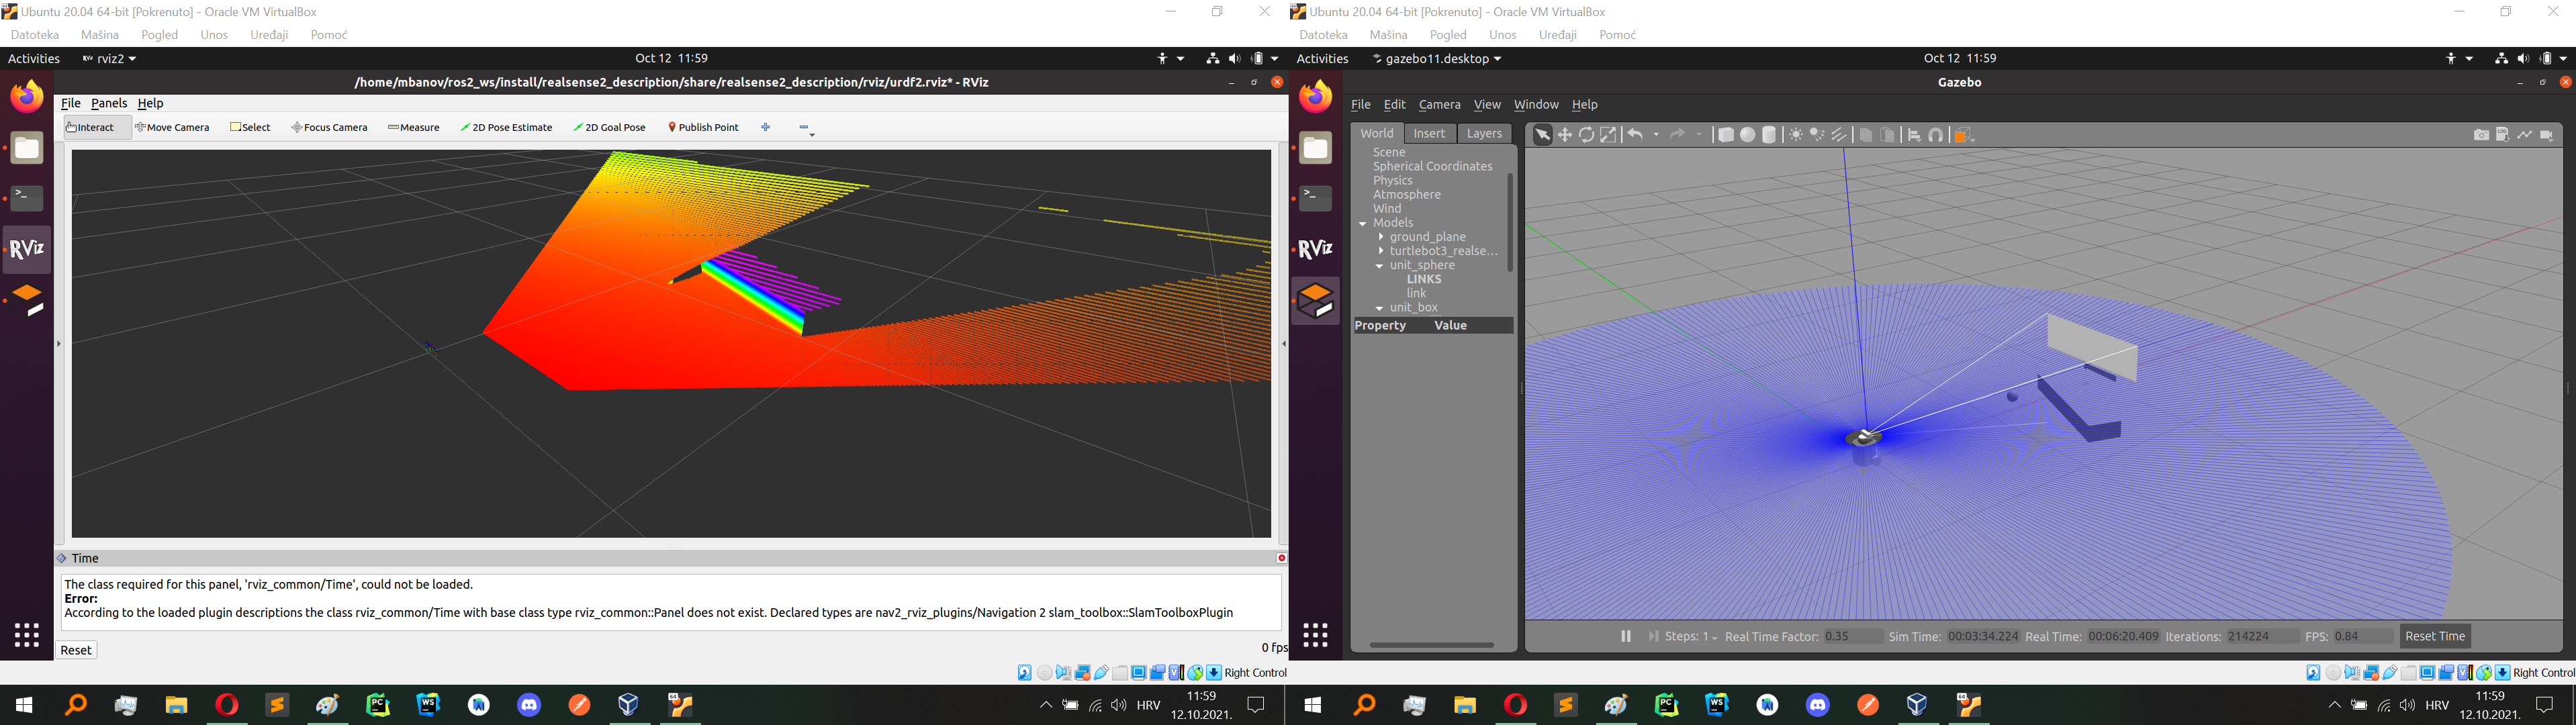 Ubuntu 20.04 64-bit [Pokrenuto] - Oracle VM VirtualBox
Datoteka Mašina Pogled Unos Uređaji Pomoć
Activities rviz2 Oct 12 11:59
/home/mbanov/ros2_ws/install/realsense2_description/share/realsense2_description/rviz/urdf2.rviz* - RViz
File Panels Help
Interact Move Camera Select Focus Camera Measure 2D Pose Estimate 2D Goal Pose Publish Point
RViz
Time
The class required for this panel, 'rviz_common/Time', could not be loaded.
Error:
According to the loaded plugin descriptions the class rviz_common/Time with base class type rviz_common::Panel does not exist. Declared types are nav2_rviz_plugins/Navigation 2 slam_toolbox::SlamToolboxPlugin
Reset 0 fps
Right Control
PC WS 64 HRV 11:59
12.10.2021.
Ubuntu 20.04 64-bit [Pokrenuto] - Oracle VM VirtualBox
Datoteka Mašina Pogled Unos Uređaji Pomoć
Activities gazebo11.desktop Oct 12 11:59
Gazebo
File Edit Camera View Window Help
World Insert Layers
Scene
Spherical Coordinates
Physics
Atmosphere
Wind
Models
ground_plane
turtlebot3_realse...
unit_sphere
LINKS
link
unit_box
Property Value
RViz
Steps: 1 Real Time Factor: 0.35 Sim Time: 00:03:34.224 Real Time: 00:06:20.409 Iterations: 214224 FPS: 0.84 Reset Time
Right Control
PC WS 64 HRV 11:59
12.10.2021.